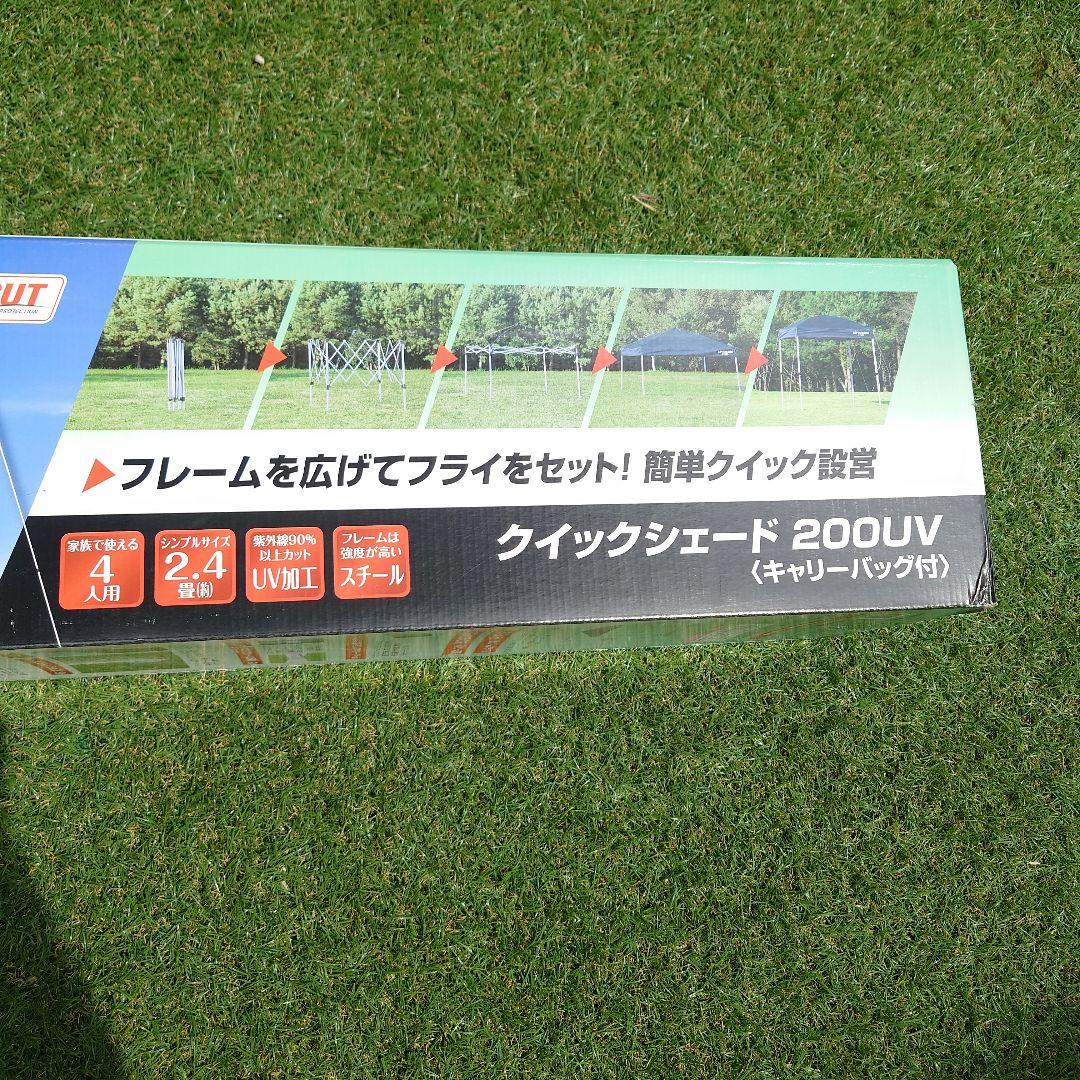 PROTECTION
フレームを広げてフライをセット! 簡単クイック設営
家族で使える
4
人用
シンプルサイズ
2.4
畳(約)
紫外線90%
以上カット
UV加工
フレームは
強度が高い
スチール
クイックシェード 200UV
〈キャリーバッグ付〉